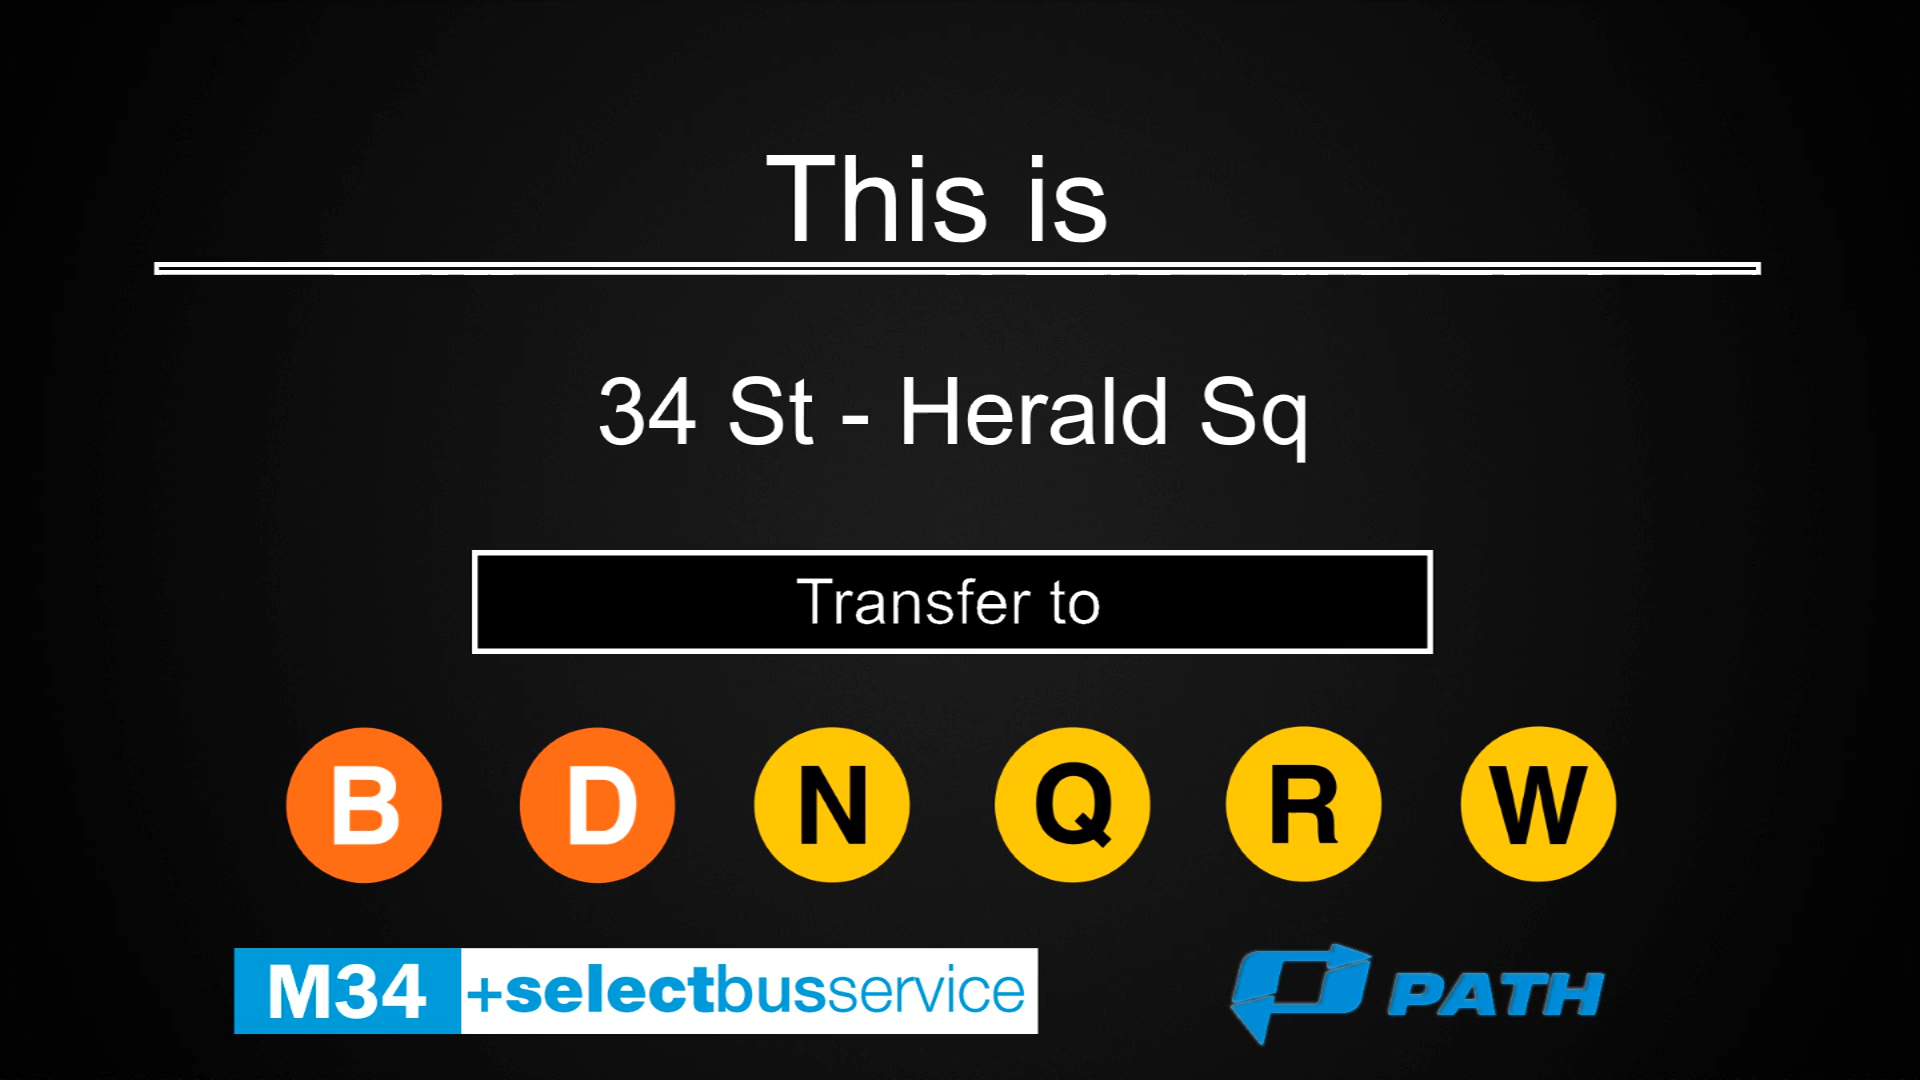 This is
34 St - Herald Sq
Transfer to
B D N Q R W
M34 +selectbusservice PATH